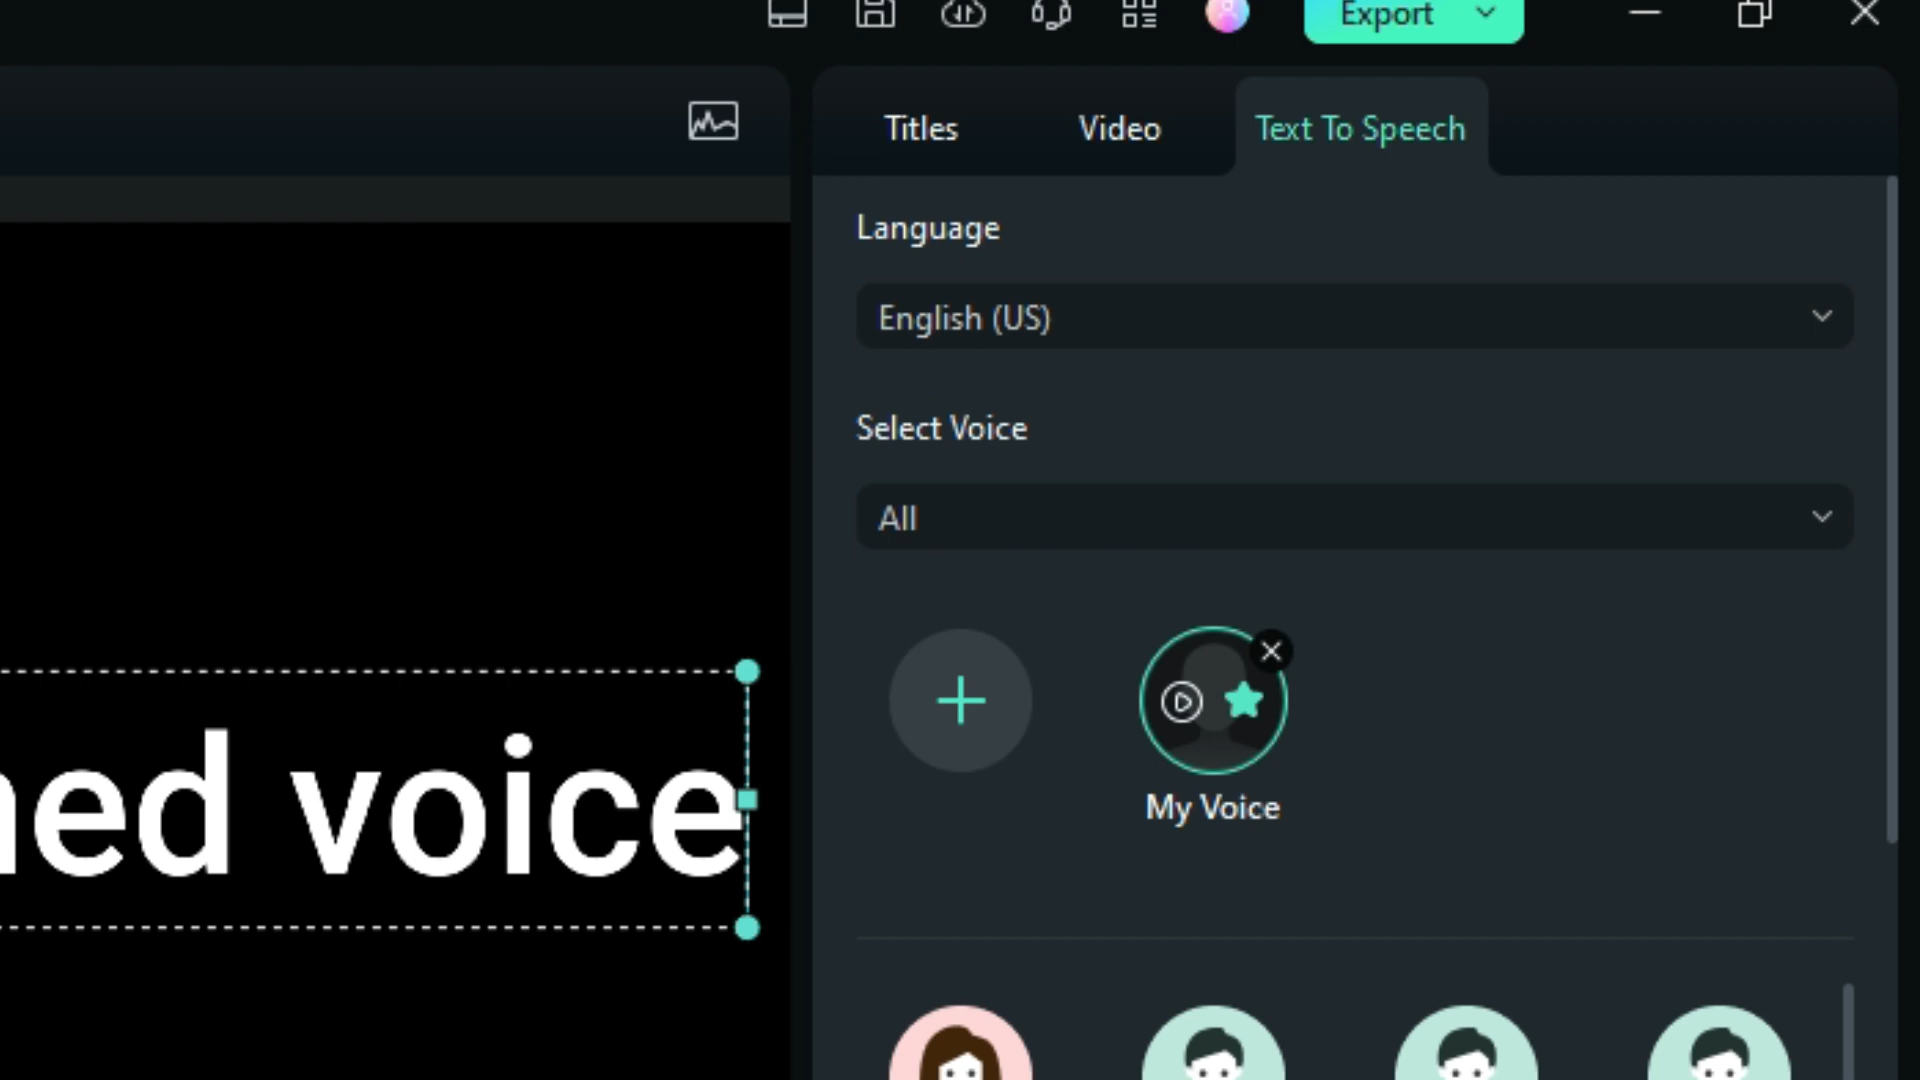 Export
Titles Video Text To Speech
Language
English (US)
Select Voice
All
ned voice
My Voice